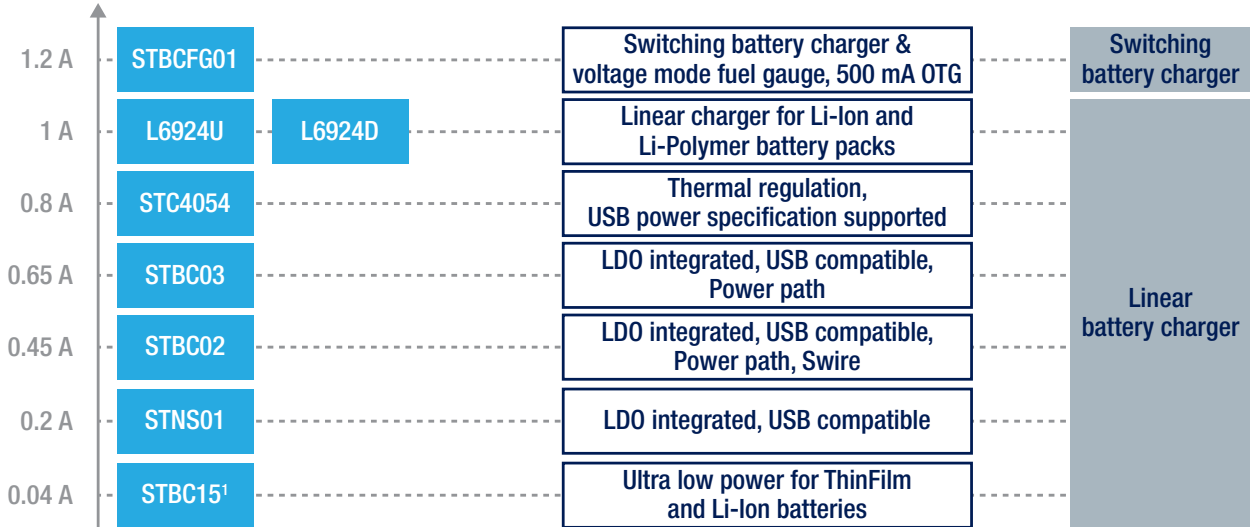 1.2 A
STBCFG01
Switching battery charger &
voltage mode fuel gauge, 500 mA OTG
Switching
battery charger
1 A
L6924U
L6924D
Linear charger for Li-Ion and
Li-Polymer battery packs
0.8 A
STC4054
Thermal regulation,
USB power specification supported
0.65 A
STBC03
LDO integrated, USB compatible,
Power path
Linear
battery charger
0.45 A
STBC02
LDO integrated, USB compatible,
Power path, Swire
0.2 A
STNS01
LDO integrated, USB compatible
0.04 A
STBC15¹
Ultra low power for ThinFilm
and Li-Ion batteries